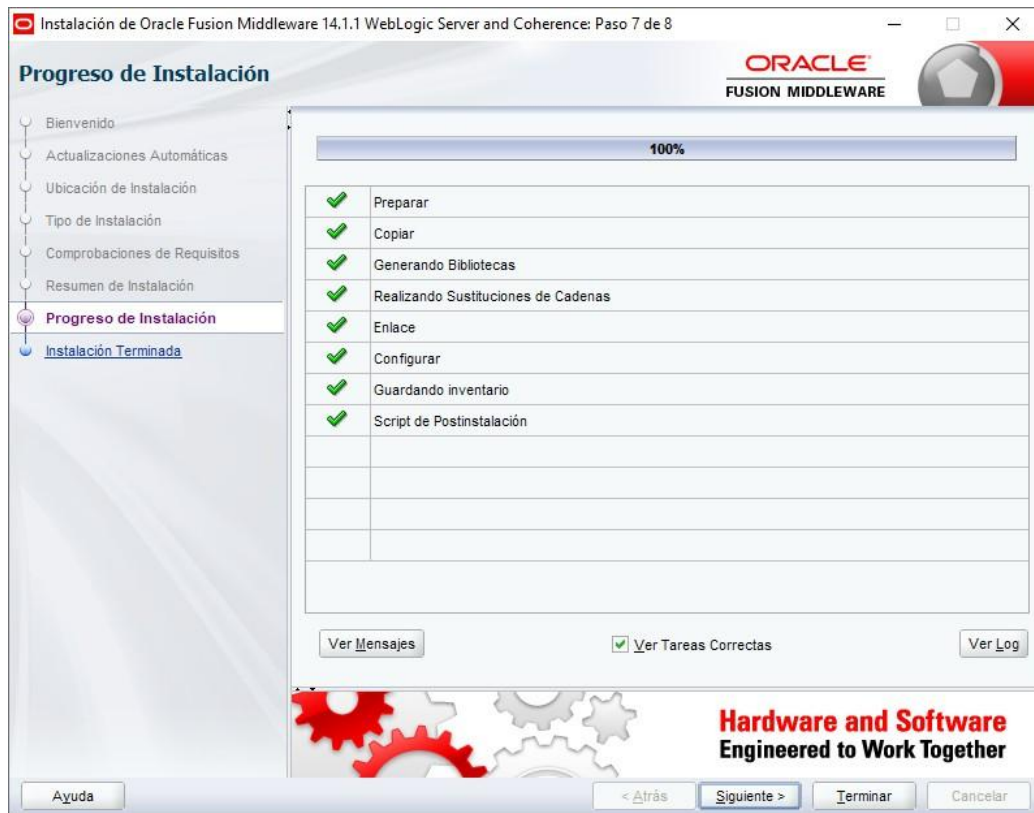 Instalación de Oracle Fusion Middleware 14.1.1 WebLogic Server and Coherence: Paso 7 de 8
Progreso de Instalación
ORACLE
FUSION MIDDLEWARE
Bienvenido
Actualizaciones Automáticas
Ubicación de Instalación
Tipo de Instalación
Comprobaciones de Requisitos
Resumen de Instalación
Progreso de Instalación
Instalación Terminada
100%
Preparar
Copiar
Generando Bibliotecas
Realizando Sustituciones de Cadenas
Enlace
Configurar
Guardando inventario
Script de Postinstalación
Ver Mensajes
Ver Tareas Correctas
Ver Log
Hardware and Software
Engineered to Work Together
Ayuda
< Atrás
Siguiente >
Terminar
Cancelar